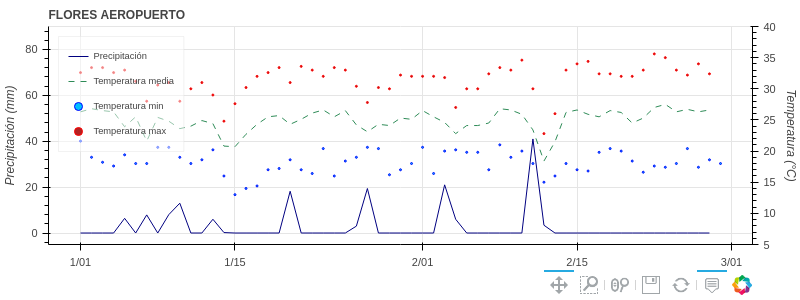 FLORES AEROPUERTO
Precipitación (mm)
80
60
40
20
0
Precipitación
Temperatura media
Temperatura min
Temperatura max
40
35
30
25
20
15
10
5
Temperatura (°C)
1/01
1/15
2/01
2/15
3/01